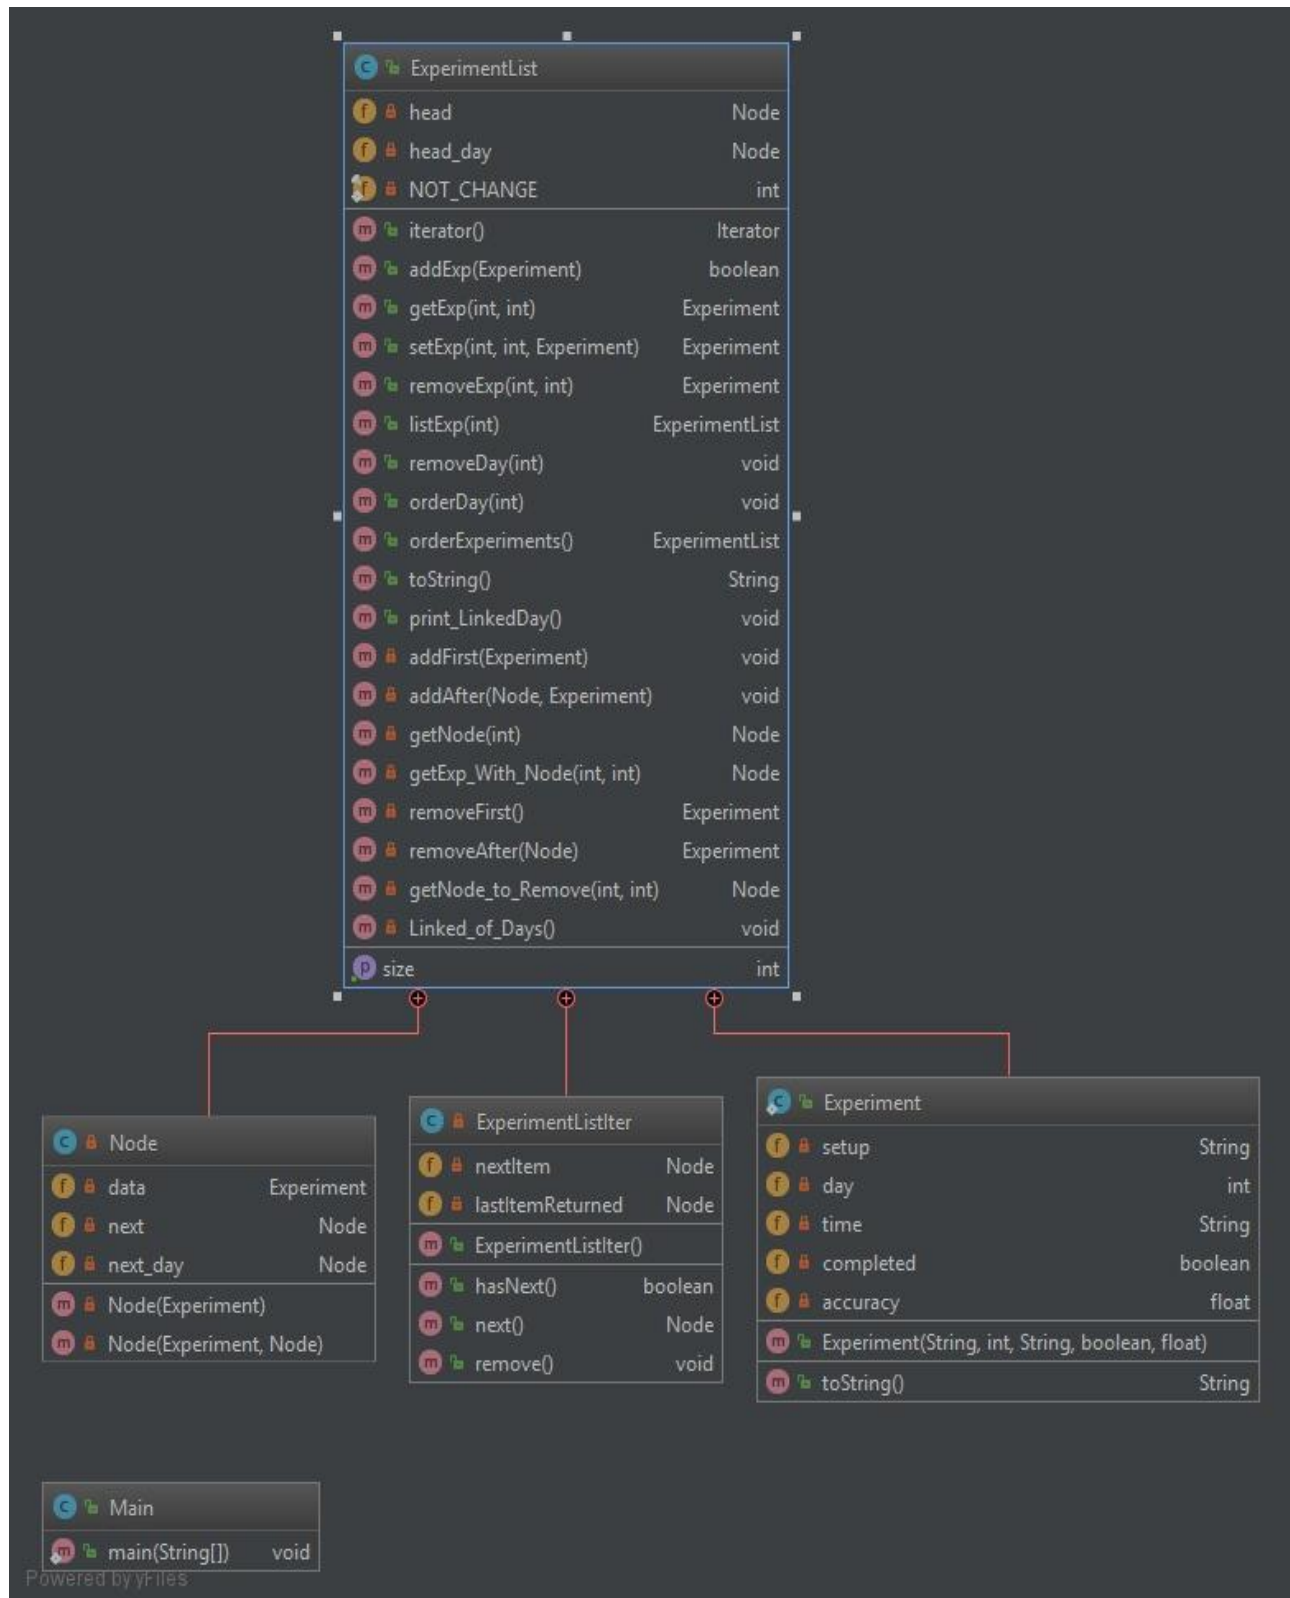 ExperimentList
head Node
head_day Node
NOT_CHANGE int
iterator() Iterator
addExp(Experiment) boolean
getExp(int, int) Experiment
setExp(int, int, Experiment) Experiment
removeExp(int, int) Experiment
listExp(int) ExperimentList
removeDay(int) void
orderDay(int) void
orderExperiments() ExperimentList
toString() String
print_LinkedDay() void
addFirst(Experiment) void
addAfter(Node, Experiment) void
getNode(int) Node
getExp_With_Node(int, int) Node
removeFirst() Experiment
removeAfter(Node) Experiment
getNode_to_Remove(int, int) Node
Linked_of_Days() void
size int
Node
data Experiment
next Node
next_day Node
Node(Experiment)
Node(Experiment, Node)
ExperimentListIter
nextItem Node
lastItemReturned Node
ExperimentListIter()
hasNext() boolean
next() Node
remove() void
Experiment
setup String
day int
time String
completed boolean
accuracy float
Experiment(String, int, String, boolean, float)
toString() String
Main
main(String[]) void
Powered by yFiles